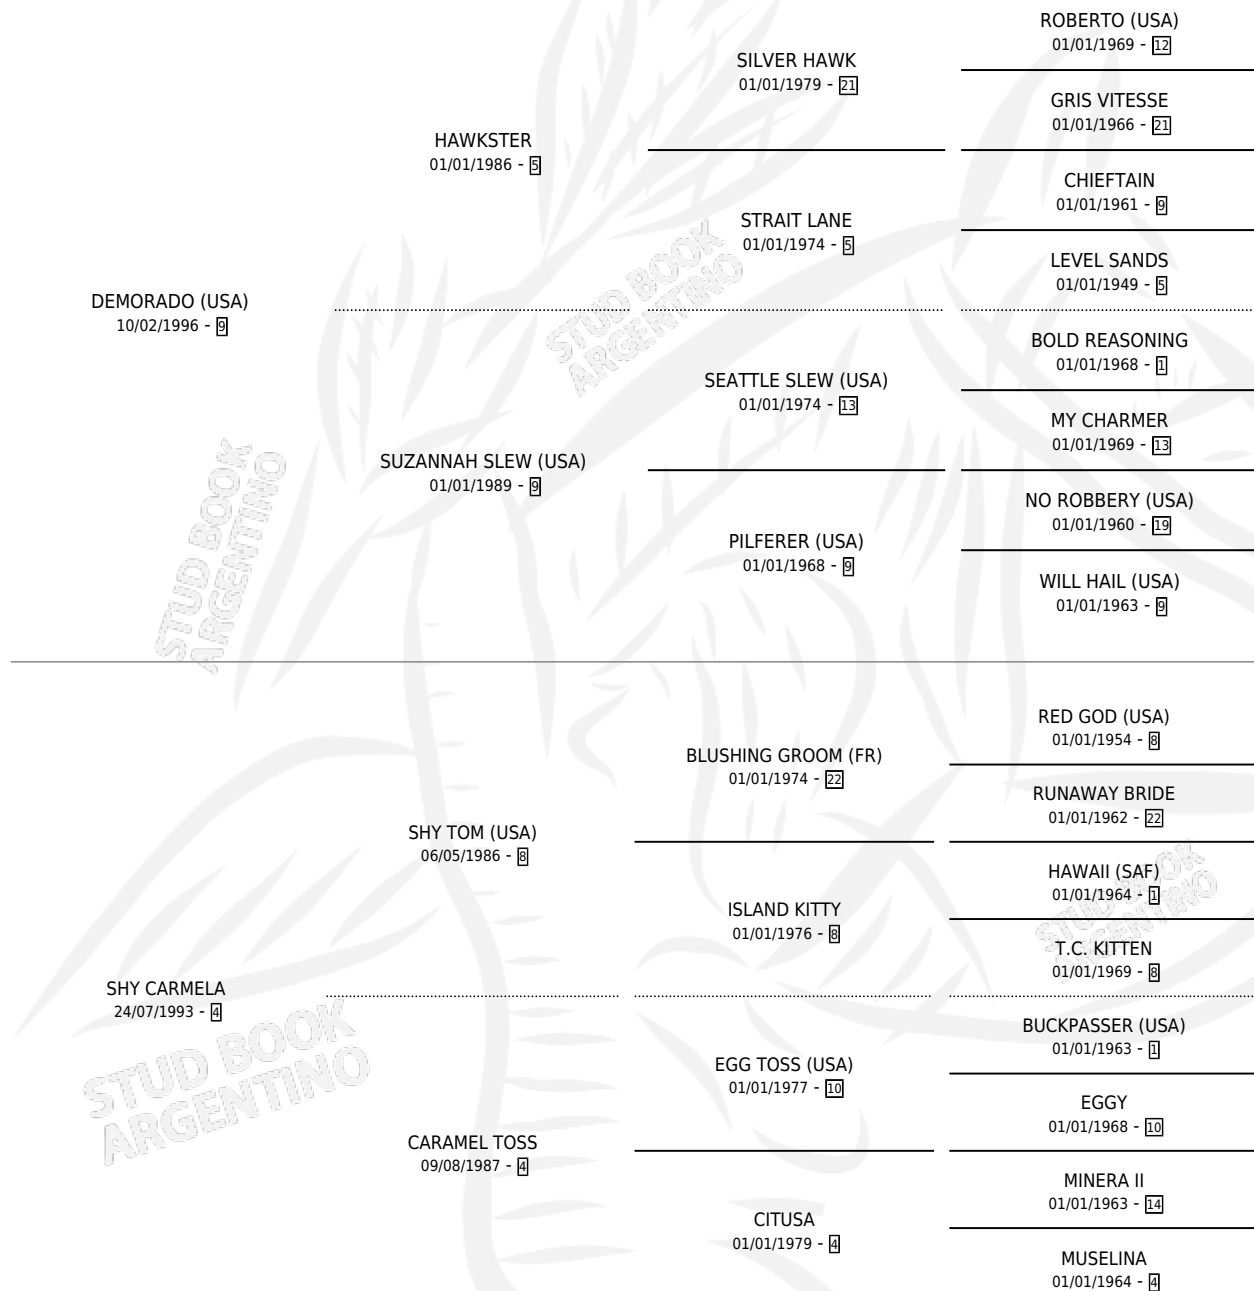 ROBERTO (USA)
01/01/1969 - 12
SILVER HAWK
01/01/1979 - 21
GRIS VITESSE
01/01/1966 - 21
HAWKSTER
01/01/1986 - 5
CHIEFTAIN
01/01/1961 - 9
STRAIT LANE
01/01/1974 - 5
LEVEL SANDS
01/01/1949 - 5
DEMORADO (USA)
10/02/1996 - 9
BOLD REASONING
01/01/1968 - 1
SEATTLE SLEW (USA)
01/01/1974 - 13
MY CHARMER
01/01/1969 - 13
SUZANNAH SLEW (USA)
01/01/1989 - 9
NO ROBBERY (USA)
01/01/1960 - 19
PILFERER (USA)
01/01/1968 - 9
WILL HAIL (USA)
01/01/1963 - 9
RED GOD (USA)
01/01/1954 - 8
BLUSHING GROOM (FR)
01/01/1974 - 22
RUNAWAY BRIDE
01/01/1962 - 22
SHY TOM (USA)
06/05/1986 - 8
HAWAII (SAF)
01/01/1964 - 1
ISLAND KITTY
01/01/1976 - 8
T.C. KITTEN
01/01/1969 - 8
SHY CARMELA
24/07/1993 - 4
BUCKPASSER (USA)
01/01/1963 - 1
EGG TOSS (USA)
01/01/1977 - 10
EGGY
01/01/1968 - 10
CARAMEL TOSS
09/08/1987 - 4
MINERA II
01/01/1963 - 14
CITUSA
01/01/1979 - 4
MUSELINA
01/01/1964 - 4
STUD BOOK
ARGENTINO
STUD BOOK
ARGENTINO
STUD BOOK
ARGENTINO
STUD BOOK
ARGENTINO